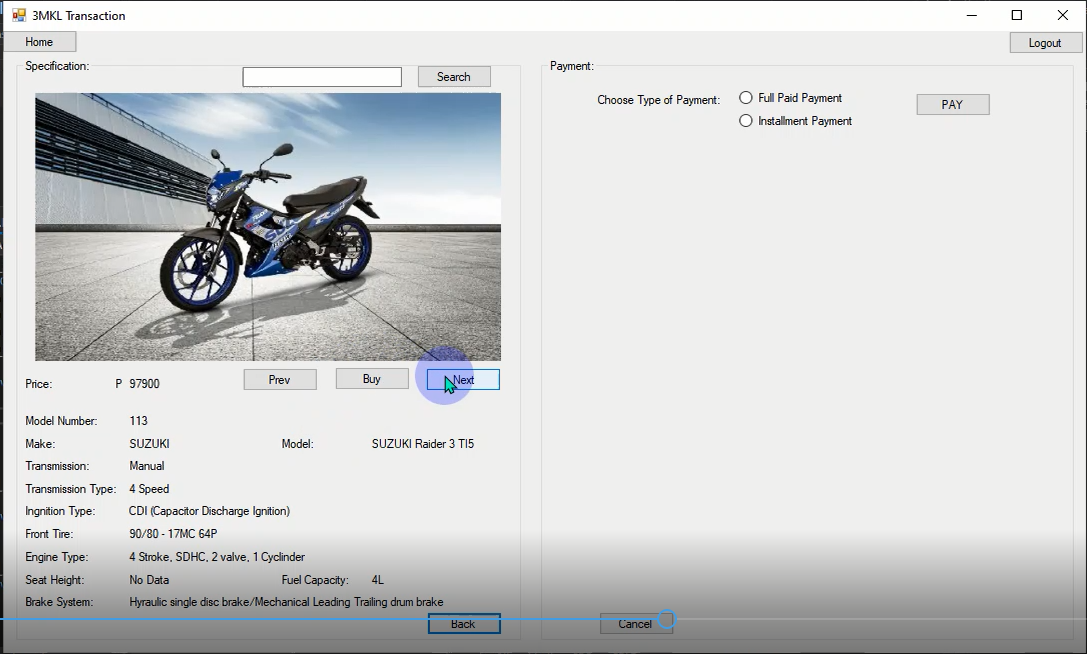 3MKL Transaction
Home
Logout
Specification:
Search
Payment:
Choose Type of Payment:
Full Paid Payment
PAY
Installment Payment
Price: P 97900
Prev
Buy
Next
Model Number: 113
Make: SUZUKI Model: SUZUKI Raider 3 TI5
Transmission: Manual
Transmission Type: 4 Speed
Ingnition Type: CDI (Capacitor Discharge Ignition)
Front Tire: 90/80 - 17MC 64P
Engine Type: 4 Stroke, SDHC, 2 valve, 1 Cyclinder
Seat Height: No Data Fuel Capacity: 4L
Brake System: Hyraulic single disc brake/Mechanical Leading Trailing drum brake
Back
Cancel